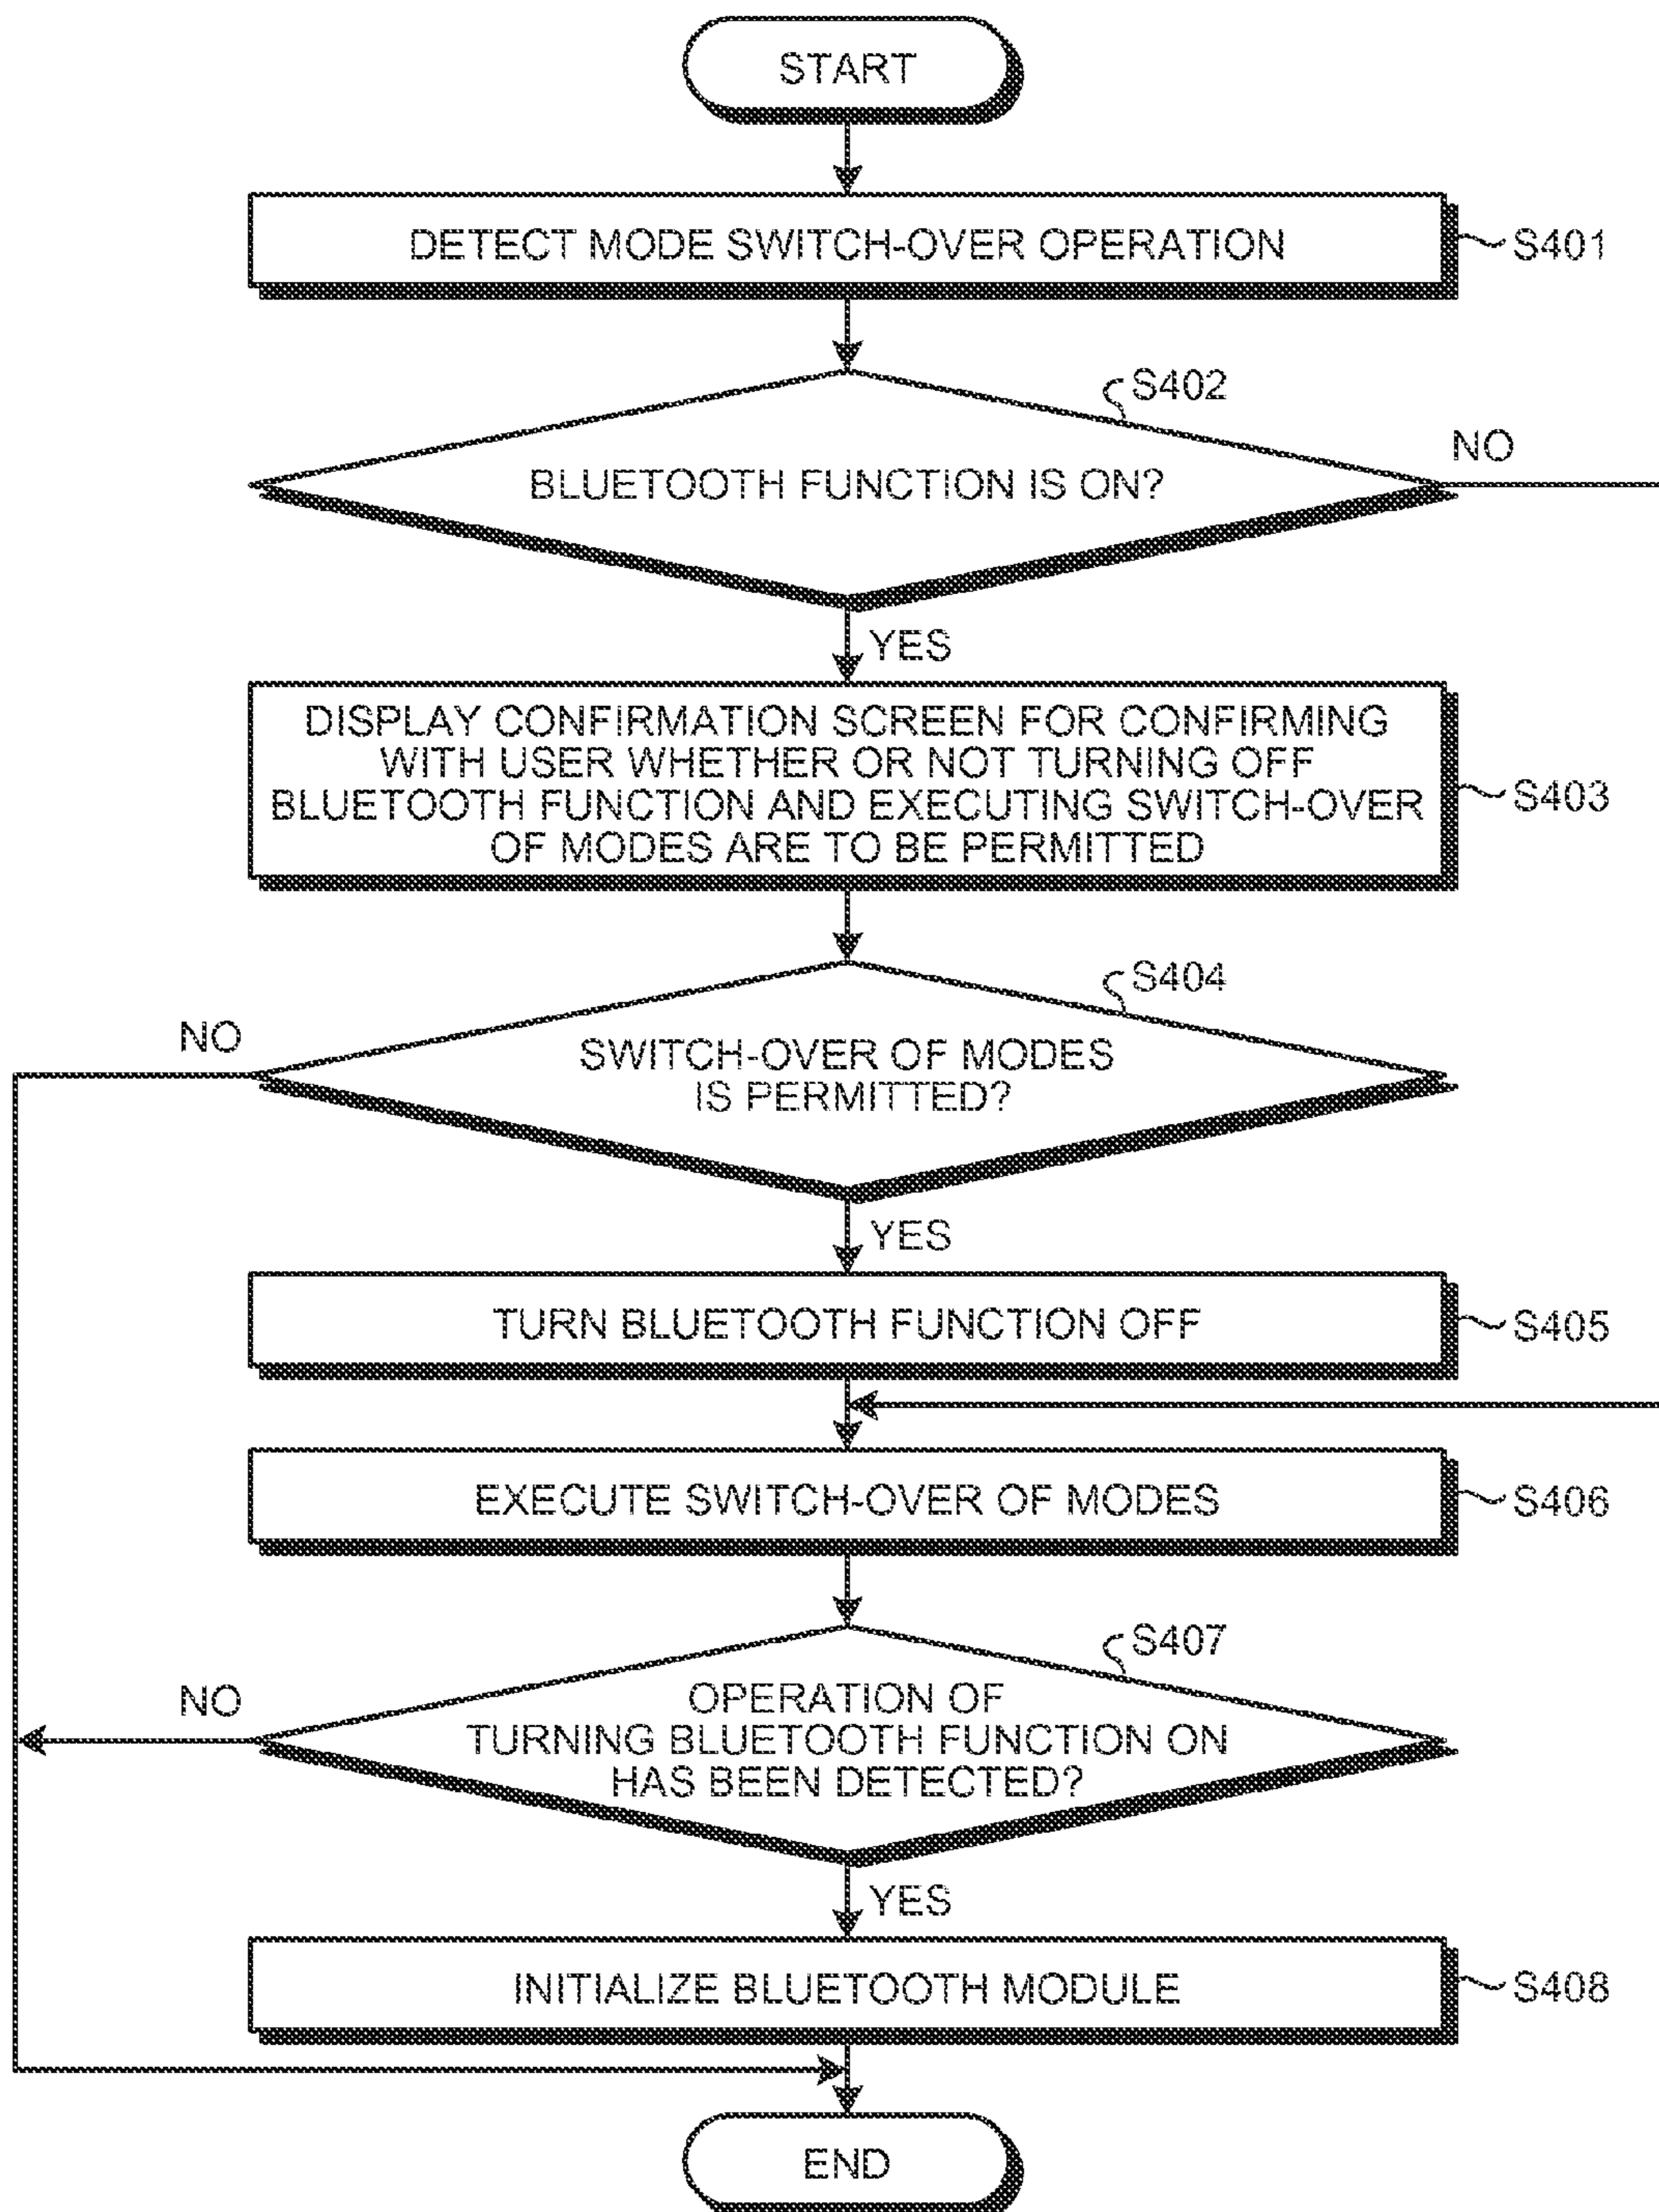 START
DETECT MODE SWITCH-OVER OPERATION
S401
S402
BLUETOOTH FUNCTION IS ON?
NO
YES
DISPLAY CONFIRMATION SCREEN FOR CONFIRMING
WITH USER WHETHER OR NOT TURNING OFF
BLUETOOTH FUNCTION AND EXECUTING SWITCH-OVER
OF MODES ARE TO BE PERMITTED
S403
S404
NO
SWITCH-OVER OF MODES
IS PERMITTED?
YES
TURN BLUETOOTH FUNCTION OFF
S405
EXECUTE SWITCH-OVER OF MODES
S406
S407
NO
OPERATION OF
TURNING BLUETOOTH FUNCTION ON
HAS BEEN DETECTED?
YES
INITIALIZE BLUETOOTH MODULE
S408
END